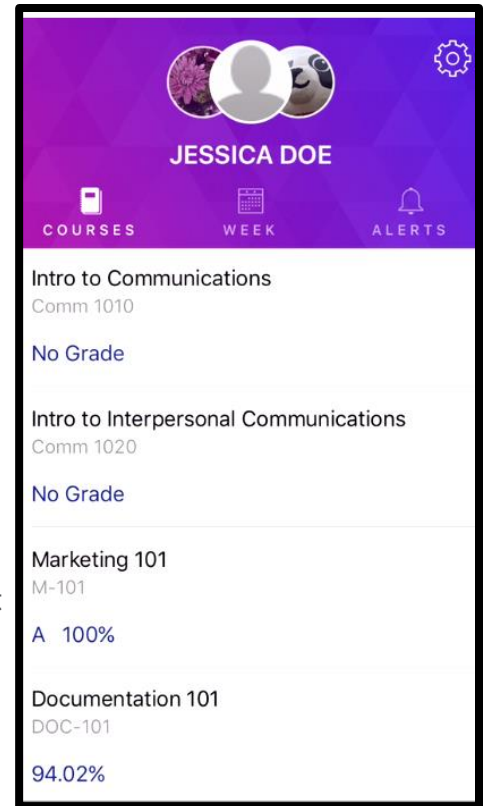 JESSICA DOE
COURSES WEEK ALERTS
Intro to Communications
Comm 1010
No Grade
Intro to Interpersonal Communications
Comm 1020
No Grade
Marketing 101
M-101
A 100%
Documentation 101
DOC-101
94.02%